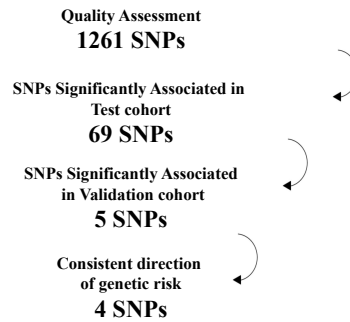 Quality Assessment
1261 SNPs
SNPs Significantly Associated in
Test cohort
69 SNPs
SNPs Significantly Associated
in Validation cohort
5 SNPs
Consistent direction
of genetic risk
4 SNPs